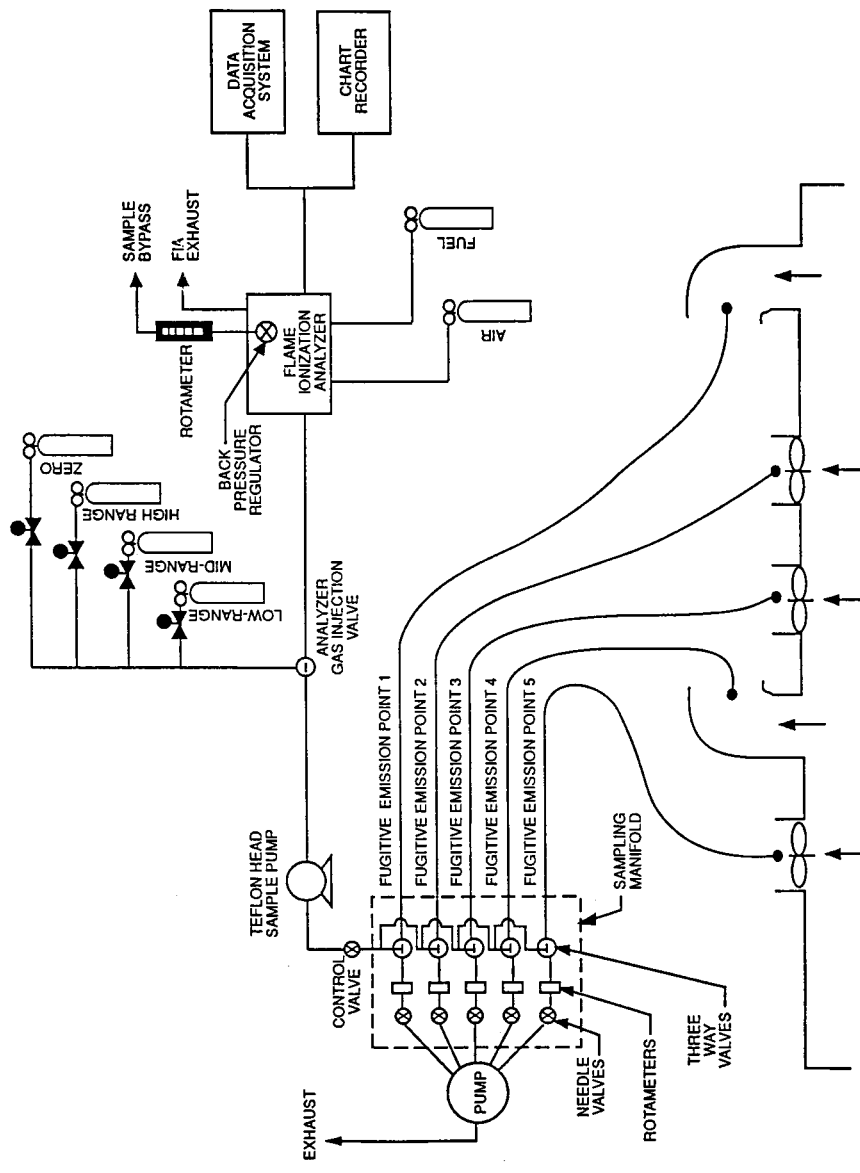 DATA
ACQUISITION
SYSTEM
CHART
RECORDER
SAMPLE
BYPASS
FIA
EXHAUST
ROTAMETER
FLAME
IONIZATION
ANALYZER
BACK
PRESSURE
REGULATOR
FUEL
AIR
ZERO
HIGH RANGE
MID-RANGE
LOW-RANGE
ANALYZER
GAS INJECTION
VALVE
TEFLON HEAD
SAMPLE PUMP
CONTROL
VALVE
FUGITIVE EMISSION POINT 1
FUGITIVE EMISSION POINT 2
FUGITIVE EMISSION POINT 3
FUGITIVE EMISSION POINT 4
FUGITIVE EMISSION POINT 5
SAMPLING
MANIFOLD
EXHAUST
PUMP
NEEDLE
VALVES
ROTAMETERS
THREE
WAY
VALVES